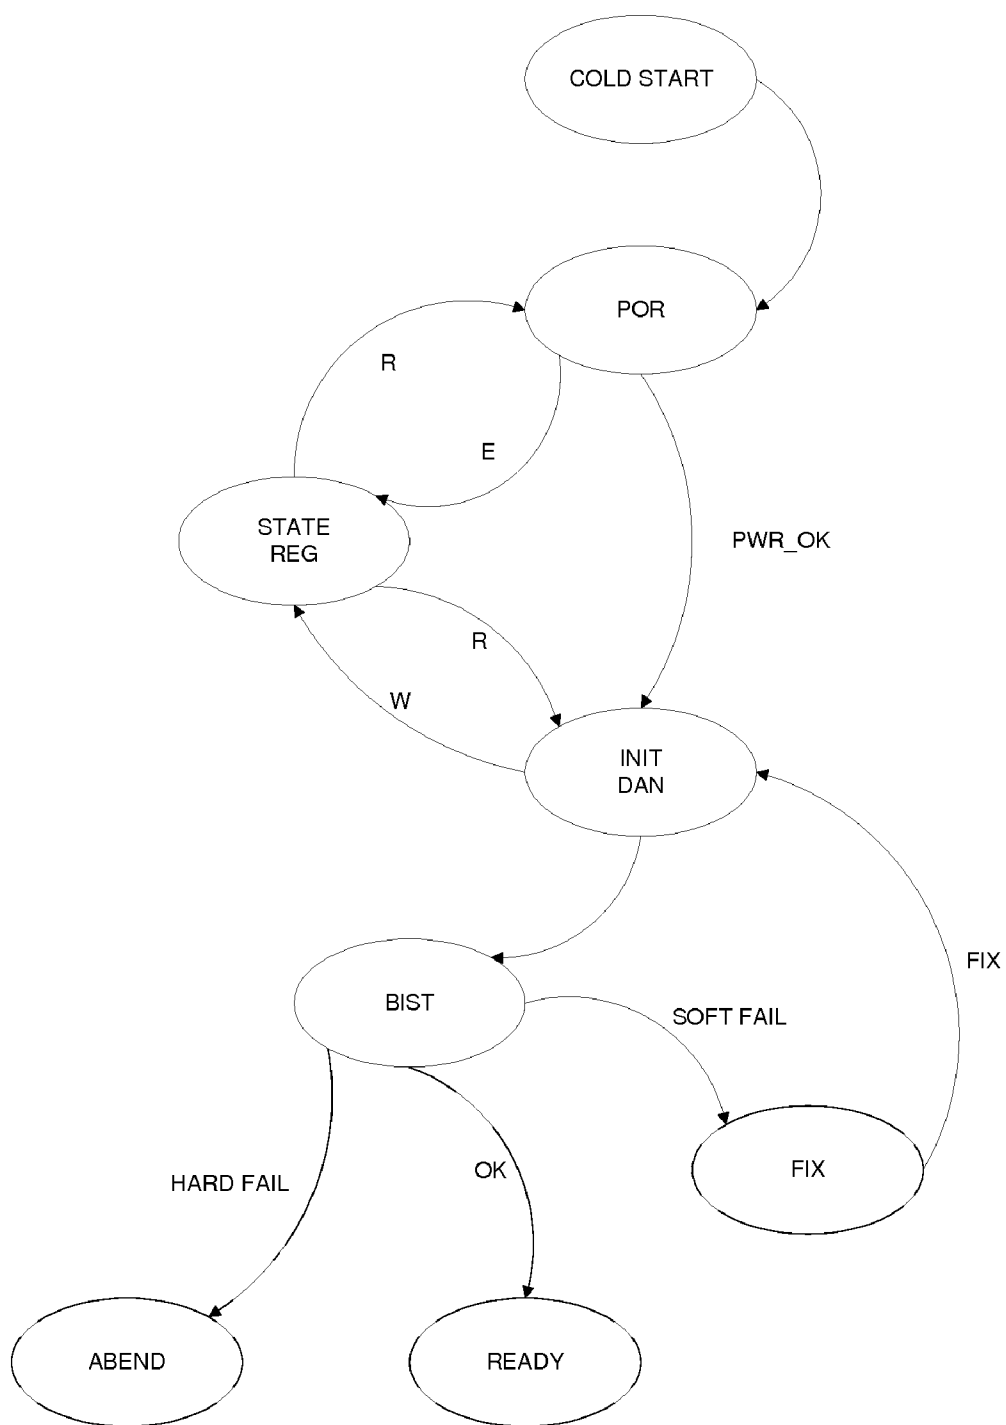 COLD START
POR
R
E
STATE
REG
PWR_OK
R
W
INIT
DAN
FIX
BIST
SOFT FAIL
FIX
OK
HARD FAIL
ABEND
READY